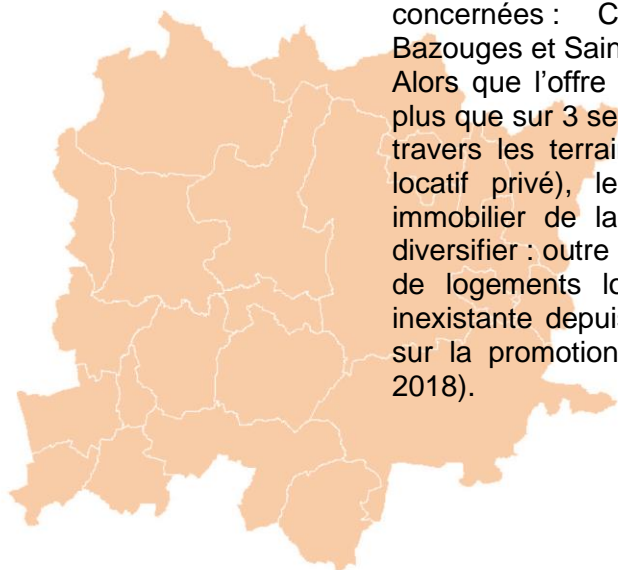 concernées : C
Bazouges et Sain
Alors que l’offre
plus que sur 3 se
travers les terrai
locatif privé), le
immobilier de la
diversifier : outre
de logements lo
inexistante depuis
sur la promotion
2018).